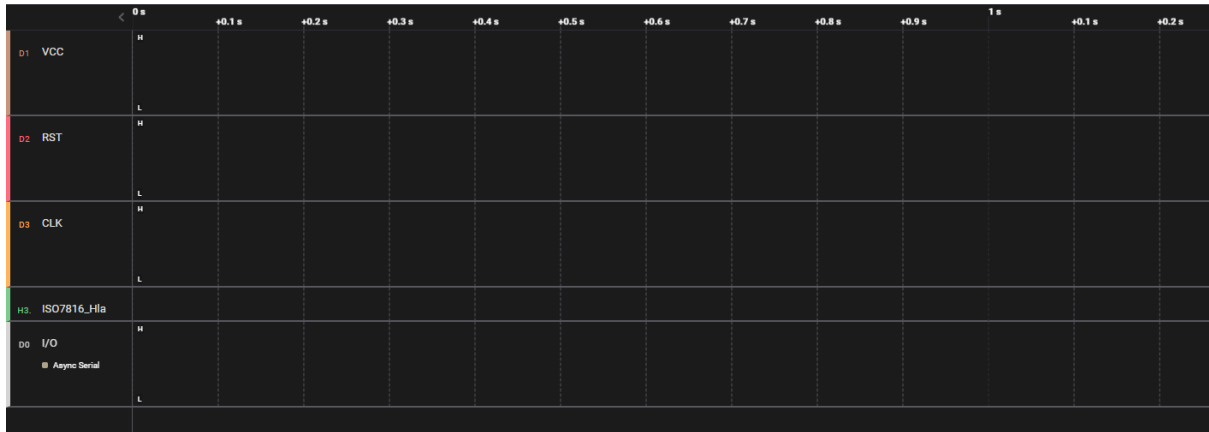 0 s
+0.1 s +0.2 s +0.3 s +0.4 s +0.5 s +0.6 s +0.7 s +0.8 s +0.9 s
1 s
+0.1 s +0.2 s
D1 VCC
H
L
D2 RST
H
L
D3 CLK
H
L
H3. ISO7816_Hla
D0 I/O
H
Async Serial
L